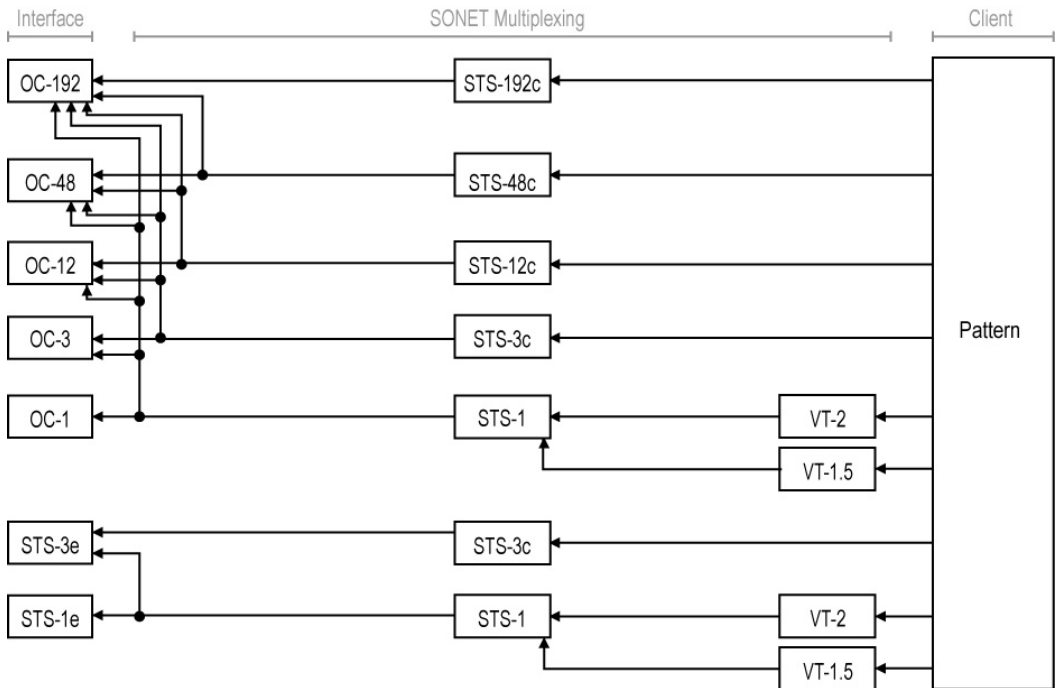 Interface SONET Multiplexing Client
OC-192 STS-192c
OC-48 STS-48c
OC-12 STS-12c
OC-3 STS-3c Pattern
OC-1 STS-1 VT-2
VT-1.5
STS-3e STS-3c
STS-1e STS-1 VT-2
VT-1.5